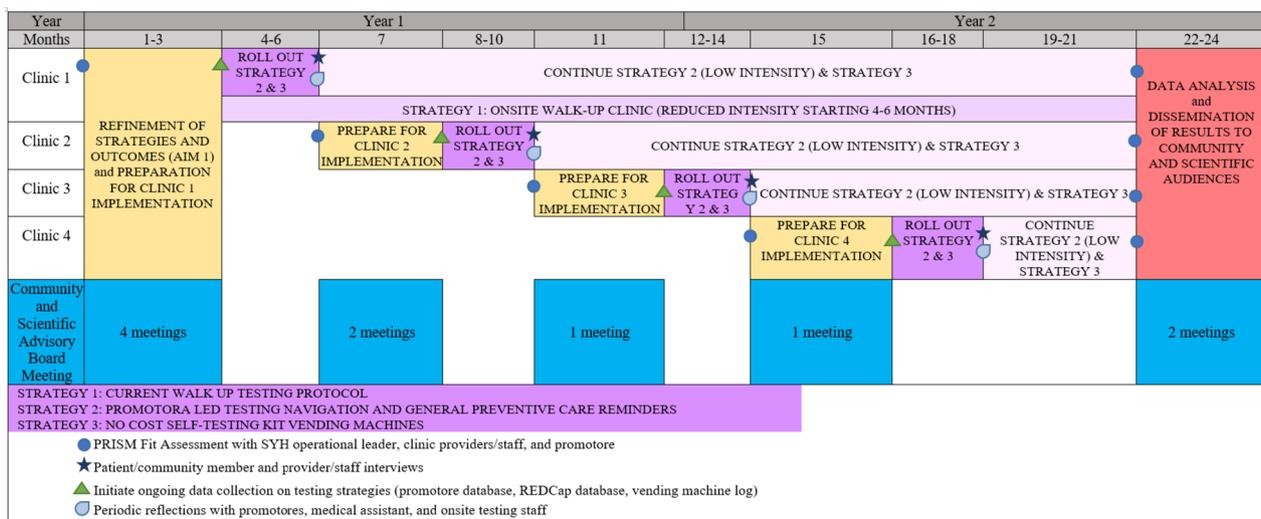 Year Year 1 Year 2
Months 1-3 4-6 7 8-10 11 12-14 15 16-18 19-21 22-24
Clinic 1
REFINEMENT OF
STRATEGIES AND
OUTCOMES (AIM 1)
and PREPARATION
FOR CLINIC 1
IMPLEMENTATION
ROLL OUT
STRATEGY
2 & 3
CONTINUE STRATEGY 2 (LOW INTENSITY) & STRATEGY 3
STRATEGY 1: ONSITE WALK-UP CLINIC (REDUCED INTENSITY STARTING 4-6 MONTHS)
DATA ANALYSIS
and
DISSEMINATION
OF RESULTS TO
COMMUNITY
AND SCIENTIFIC
AUDIENCES
Clinic 2
PREPARE FOR
CLINIC 2
IMPLEMENTATION
ROLL OUT
STRATEGY
2 & 3
CONTINUE STRATEGY 2 (LOW INTENSITY) & STRATEGY 3
Clinic 3
PREPARE FOR
CLINIC 3
IMPLEMENTATION
ROLL OUT
STRATEG
Y 2 & 3
CONTINUE STRATEGY 2 (LOW INTENSITY) & STRATEGY 3
Clinic 4
PREPARE FOR
CLINIC 4
IMPLEMENTATION
ROLL OUT
STRATEGY
2 & 3
CONTINUE
STRATEGY 2 (LOW
INTENSITY) &
STRATEGY 3
Community
and
Scientific
Advisory
Board
Meeting
4 meetings 2 meetings 1 meeting 1 meeting 2 meetings
STRATEGY 1: CURRENT WALK UP TESTING PROTOCOL
STRATEGY 2: PROMOTORA LED TESTING NAVIGATION AND GENERAL PREVENTIVE CARE REMINDERS
STRATEGY 3: NO COST SELF-TESTING KIT VENDING MACHINES
PRISM Fit Assessment with SYH operational leader, clinic providers/staff, and promotore
Patient/community member and provider/staff interviews
Initiate ongoing data collection on testing strategies (promotore database, REDCap database, vending machine log)
Periodic reflections with promotores, medical assistant, and onsite testing staff